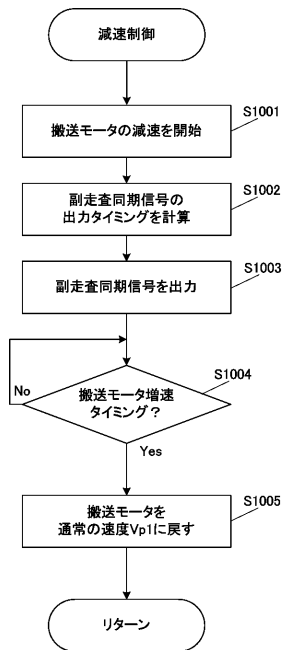 減速制御
S1001
搬送モータの減速を開始
S1002
副走査同期信号の
出力タイミングを計算
S1003
副走査同期信号を出力
S1004
搬送モータ増速
タイミング？
No
Yes
S1005
搬送モータを
通常の速度Vp1に戻す
リターン